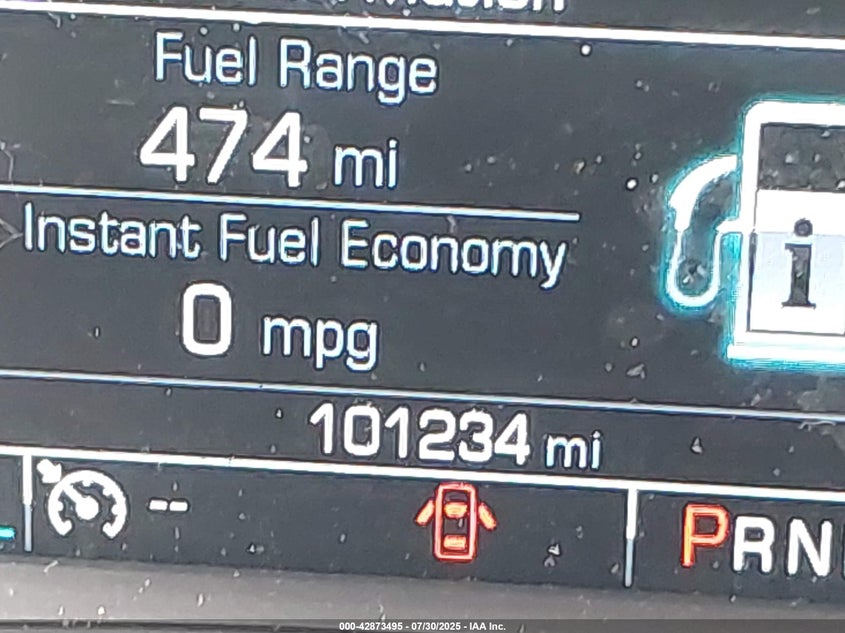 Fuel Range
474 mi
Instant Fuel Economy
0 mpg
101234 mi
--
PRN
i
000-42873495 - 07/30/2025 - IAA Inc.